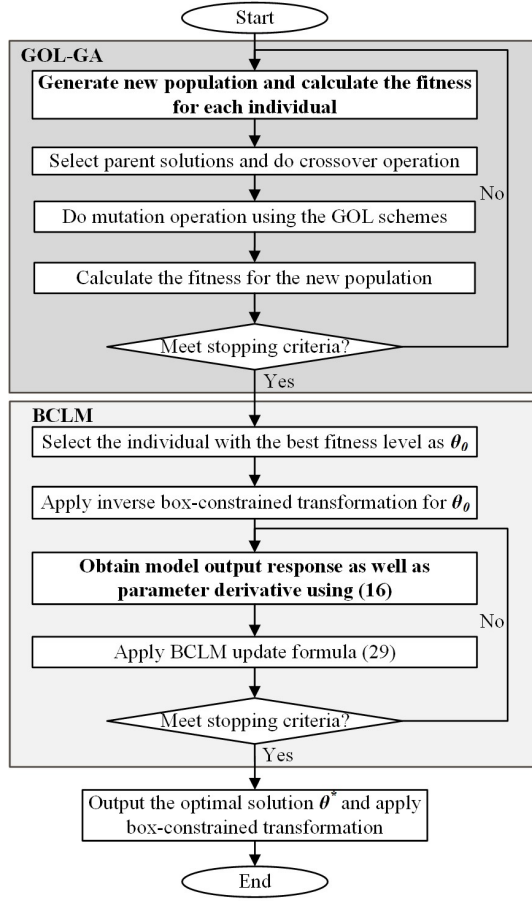 Start
GOL-GA
Generate new population and calculate the fitness
for each individual
Select parent solutions and do crossover operation
No
Do mutation operation using the GOL schemes
Calculate the fitness for the new population
Meet stopping criteria?
Yes
BCLM
Select the individual with the best fitness level as θ₀
Apply inverse box-constrained transformation for θ₀
Obtain model output response as well as
parameter derivative using (16)
No
Apply BCLM update formula (29)
Meet stopping criteria?
Yes
Output the optimal solution θ* and apply
box-constrained transformation
End